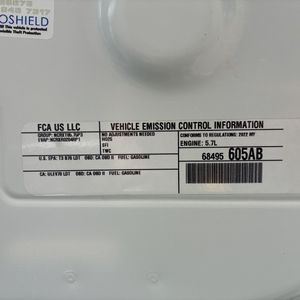 OSHIELD
FCA US LLC
VEHICLE EMISSION CONTROL INFORMATION
NO ADJUSTMENTS NEEDED
HO2S
SFI
TWC
CONFORMS TO REGULATIONS: 2022 MY
ENGINE: 5.7L
68495 605AB
U.S. EPA: T3 B70 LDT OBD: CA OBD II FUEL: GASOLINE
CA: ULEV70 LDT OBD: CA OBD II FUEL: GASOLINE